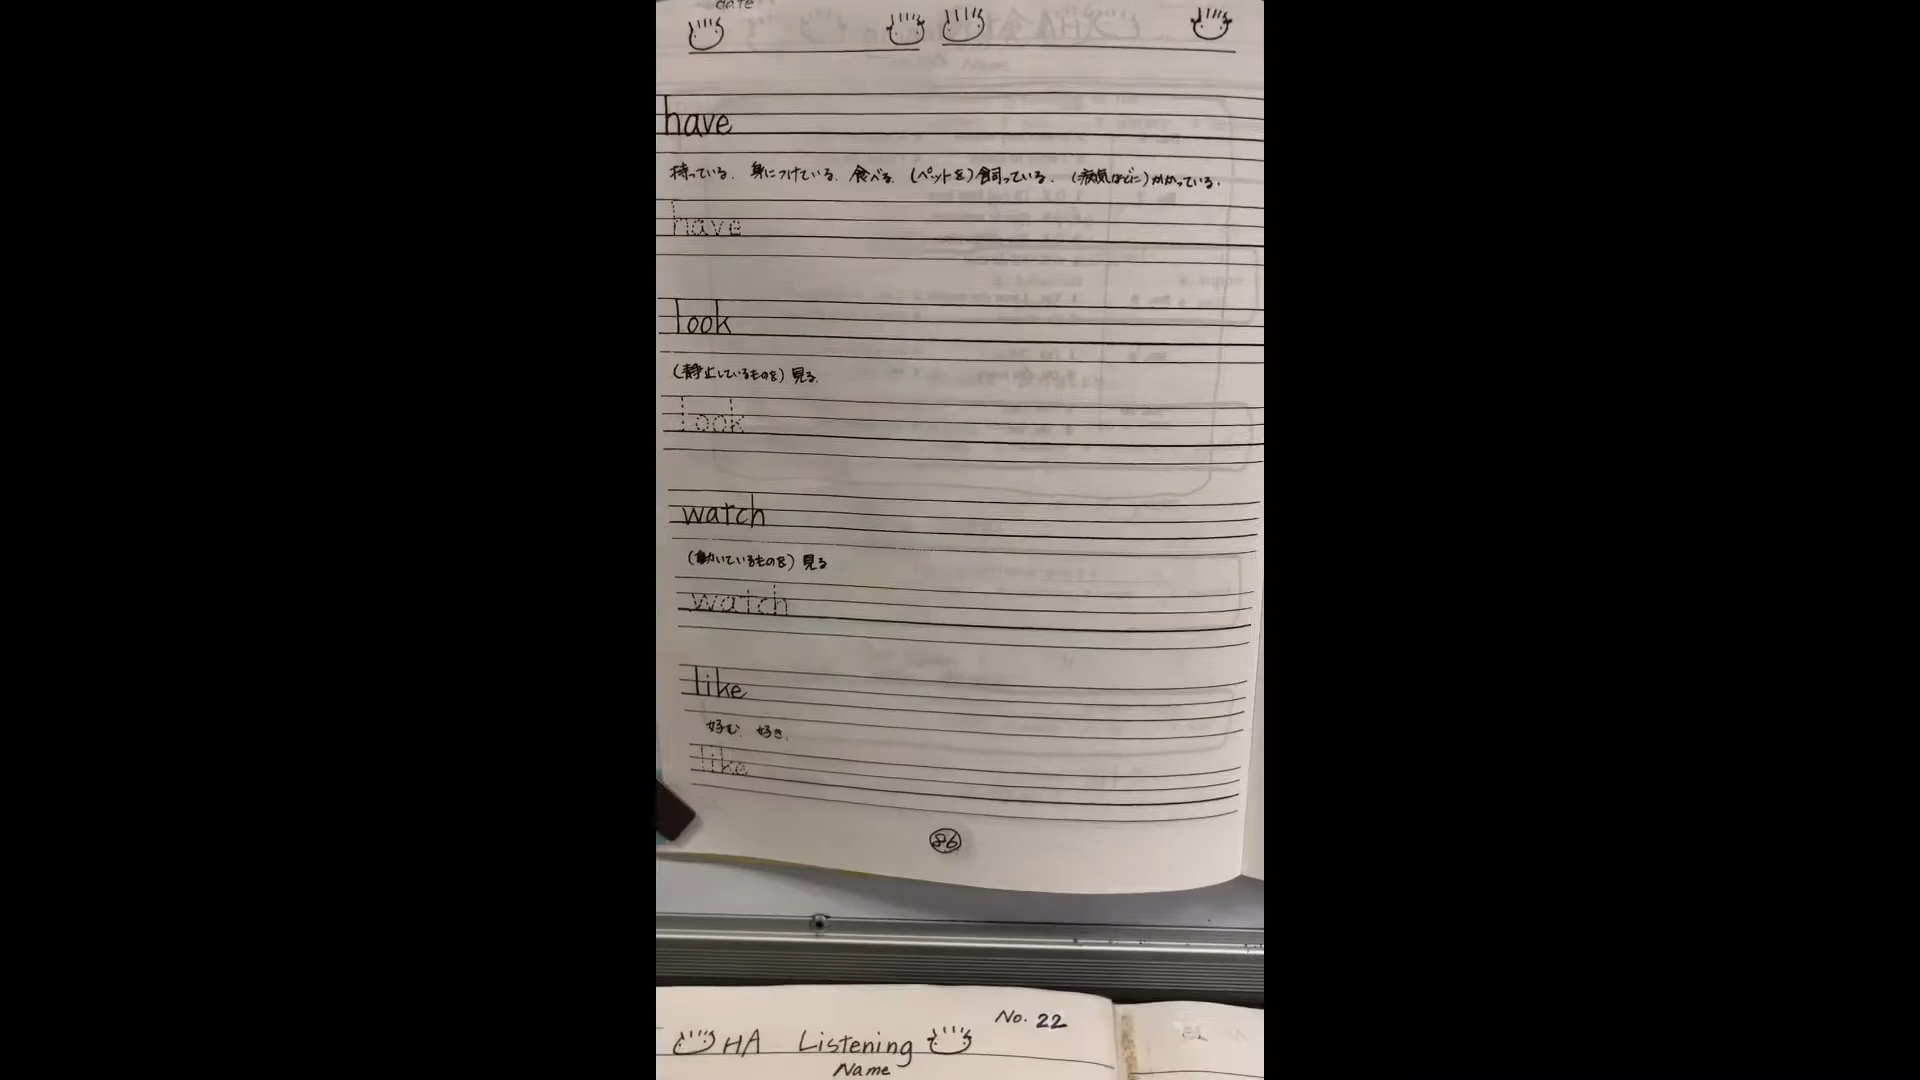 date
have
持っている. 身につけている. 食べる. (ペットを)飼っている. (病気などに)かかっている.
have
look
(静止しているものを)見る.
look
watch
(動いているものを)見る
watch
like
好む. 好き.
like
86
No. 22
HA Listening
Name